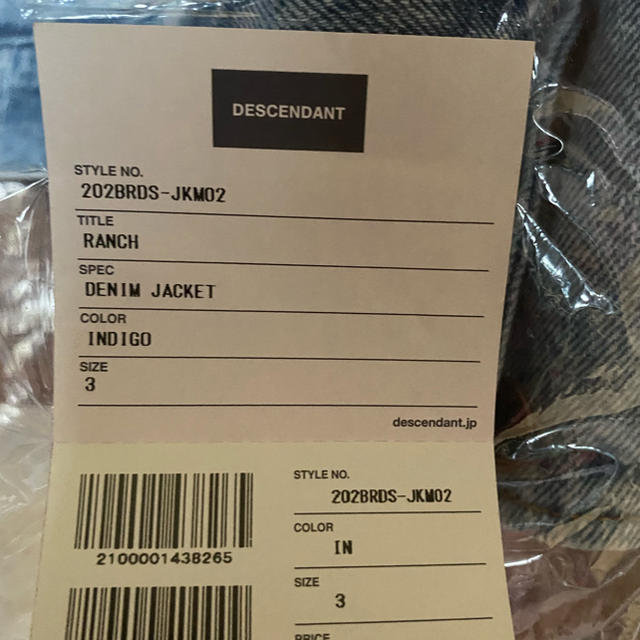 DESCENDANT
STYLE NO.
202BRDS-JKM02
TITLE
RANCH
SPEC
DENIM JACKET
COLOR
INDIGO
SIZE
3
descendant.jp
2100001438265
STYLE NO.
202BRDS-JKM02
COLOR
IN
SIZE
3
PRICE